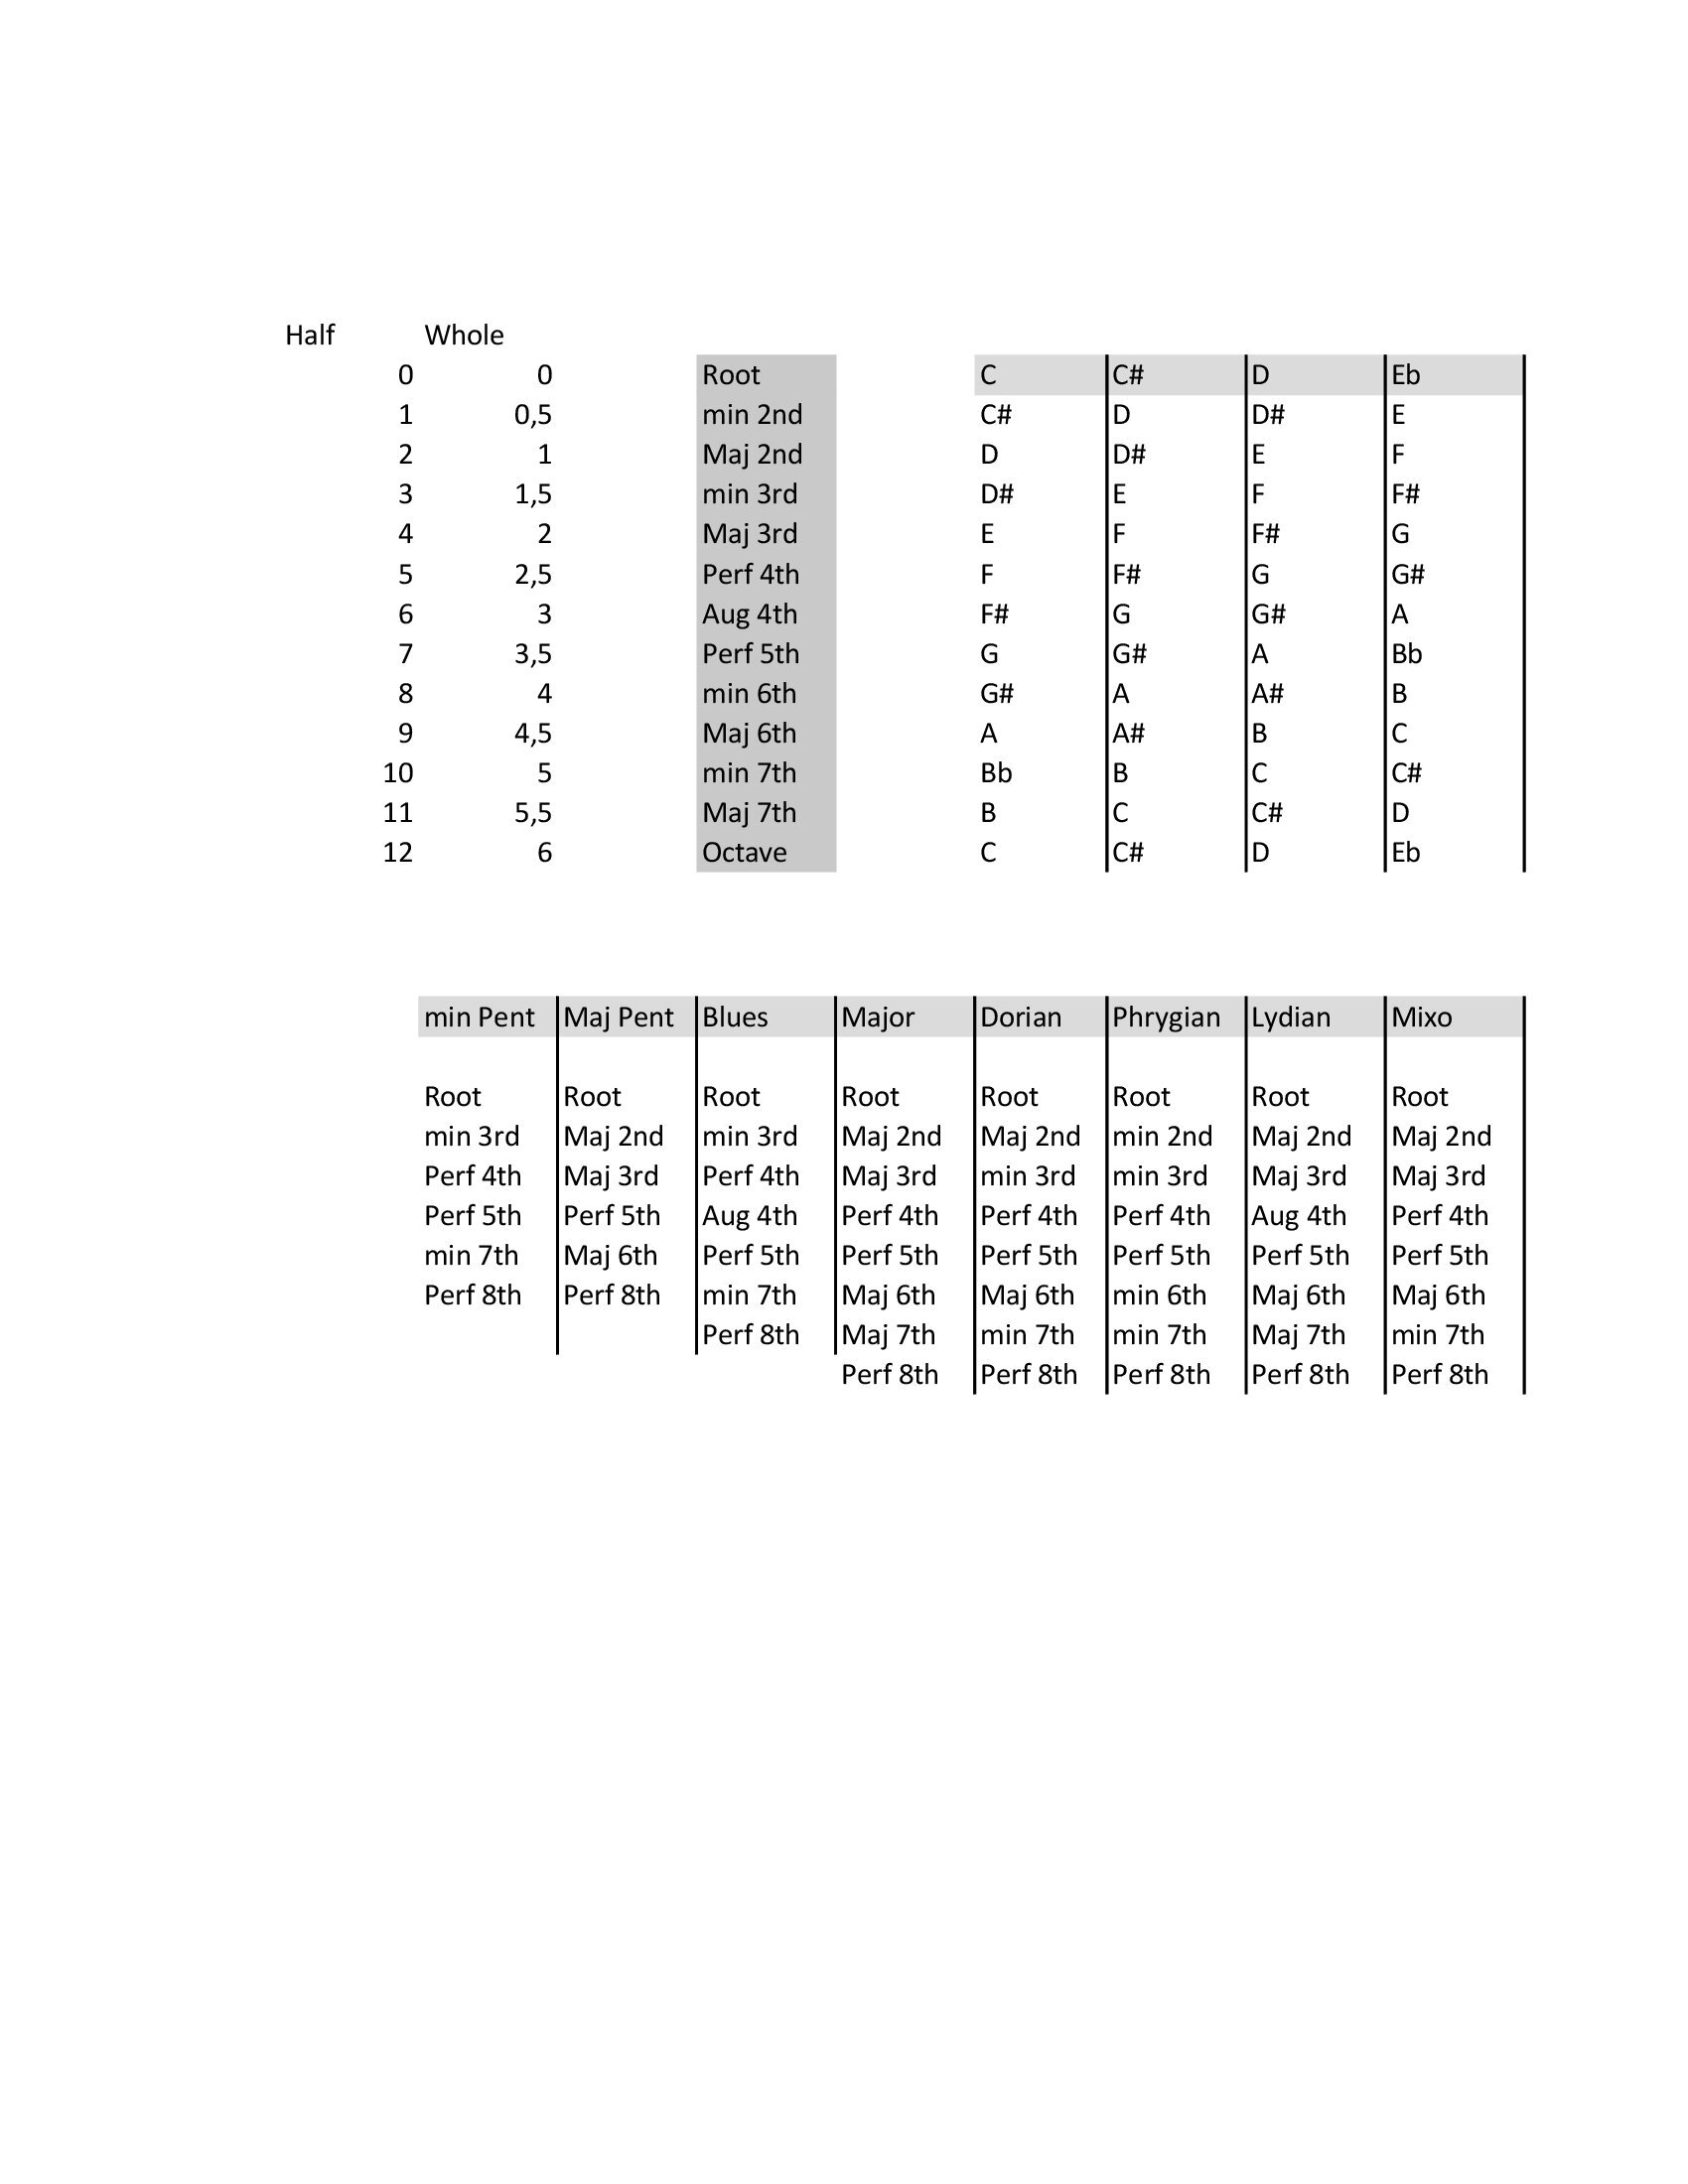 Half Whole
0 0 Root C C# D Eb
1 0,5 min 2nd C# D D# E
2 1 Maj 2nd D D# E F
3 1,5 min 3rd D# E F F#
4 2 Maj 3rd E F F# G
5 2,5 Perf 4th F F# G G#
6 3 Aug 4th F# G G# A
7 3,5 Perf 5th G G# A Bb
8 4 min 6th G# A A# B
9 4,5 Maj 6th A A# B C
10 5 min 7th Bb B C C#
11 5,5 Maj 7th B C C# D
12 6 Octave C C# D Eb
min Pent Maj Pent Blues Major Dorian Phrygian Lydian Mixo
Root Root Root Root Root Root Root Root
min 3rd Maj 2nd min 3rd Maj 2nd Maj 2nd min 2nd Maj 2nd Maj 2nd
Perf 4th Maj 3rd Perf 4th Maj 3rd min 3rd min 3rd Maj 3rd Maj 3rd
Perf 5th Perf 5th Aug 4th Perf 4th Perf 4th Perf 4th Aug 4th Perf 4th
min 7th Maj 6th Perf 5th Perf 5th Perf 5th Perf 5th Perf 5th Perf 5th
Perf 8th Perf 8th min 7th Maj 6th Maj 6th min 6th Maj 6th Maj 6th
Perf 8th Maj 7th min 7th min 7th Maj 7th min 7th
Perf 8th Perf 8th Perf 8th Perf 8th Perf 8th